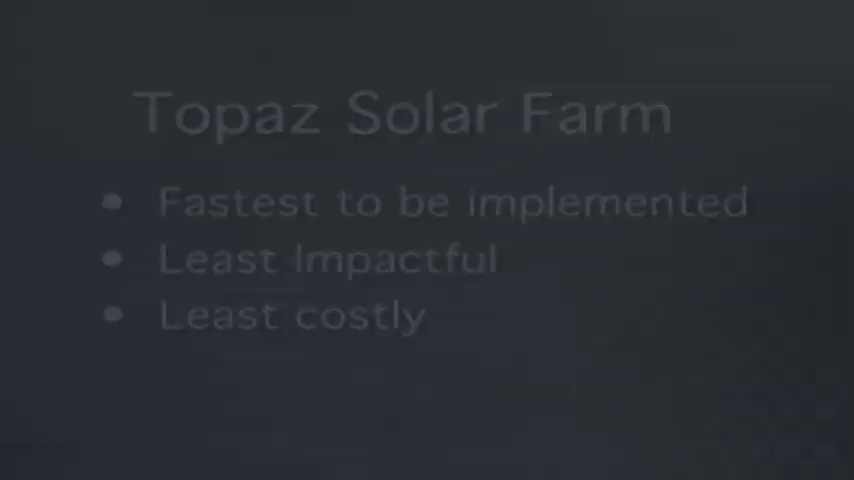 Topaz Solar Farm
• Fastest to be implemented
• Least Impactful
• Least costly